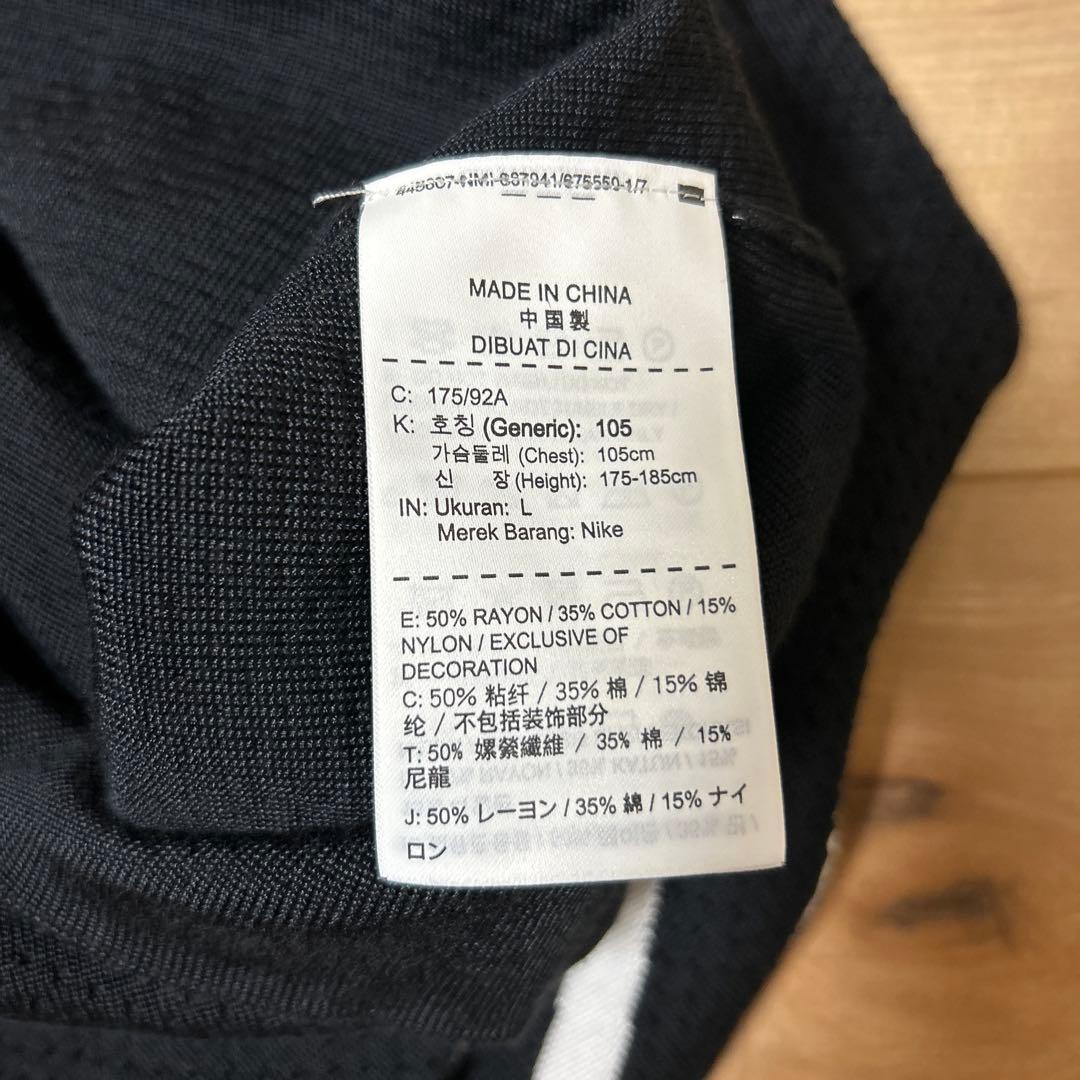 MADE IN CHINA
中国製
DIBUAT DI CINA
C: 175/92A
K: 호칭 (Generic): 105
가슴둘레 (Chest): 105cm
신 장 (Height): 175-185cm
IN: Ukuran: L
Merek Barang: Nike
E: 50% RAYON / 35% COTTON / 15%
NYLON / EXCLUSIVE OF
DECORATION
C: 50% 粘纤 / 35% 棉 / 15% 锦
纶 / 不包括装饰部分
T: 50% 嫘縈纖維 / 35% 棉 / 15%
尼龍
J: 50% レーヨン / 35% 綿 / 15% ナイ
ロン